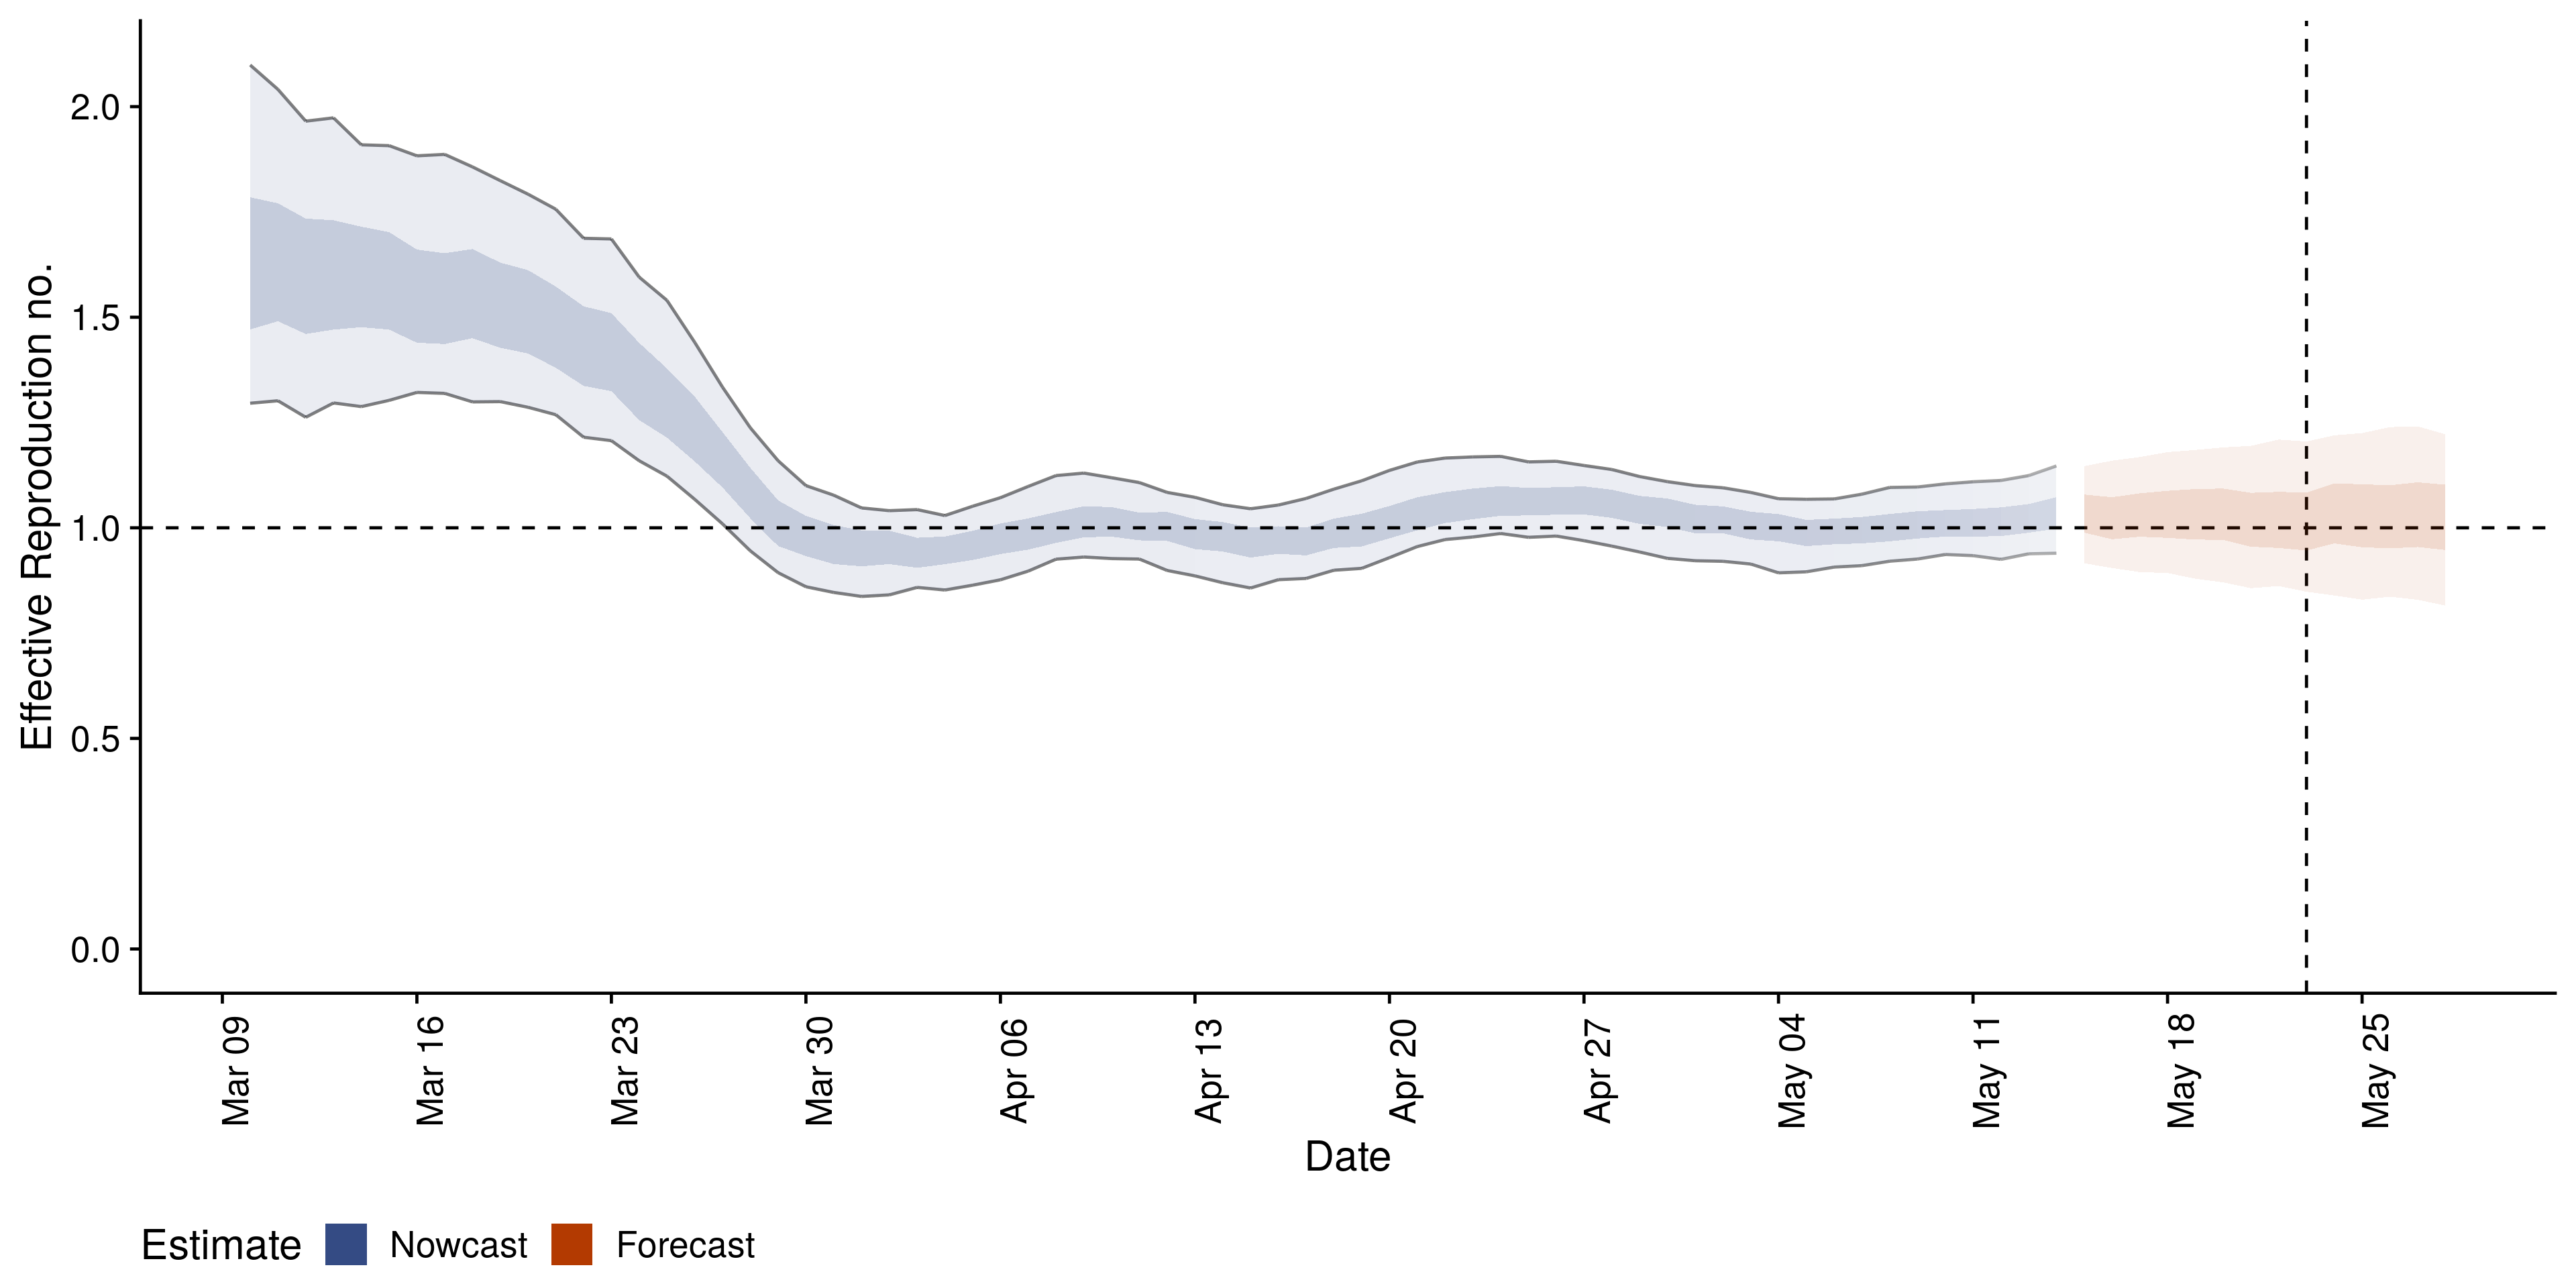 Effective Reproduction no.
2.0
1.5
1.0
0.5
0.0
Mar 09
Mar 16
Mar 23
Mar 30
Apr 06
Apr 13
Apr 20
Apr 27
May 04
May 11
May 18
May 25
Date
Estimate Nowcast Forecast